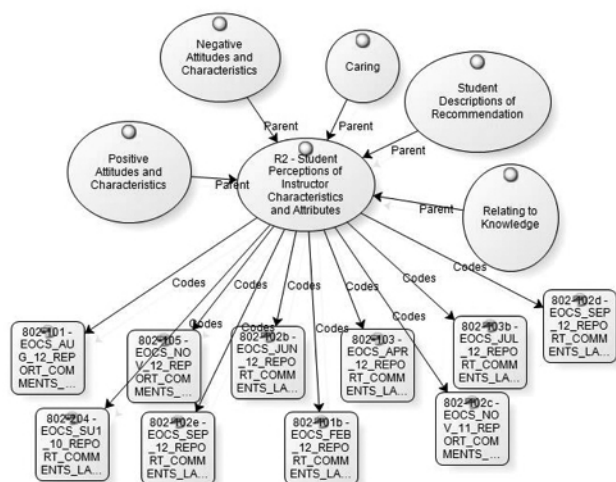 Negative
Attitudes and
Characteristics
Caring
Student
Descriptions of
Recommendation
Positive
Attitudes and
Characteristics
Parent
Parent
Parent
Parent
Parent
R2 - Student
Perceptions of
Instructor
Characteristics
and Attributes
Relating to
Knowledge
Codes
Codes
Codes
Codes
Codes
Codes
Codes
Codes
Codes
802-101 -
EOCS_AU
G_12_REP
ORT_COM
MENTS_...
802-105 -
EOCS_NO
V_12_REP
ORT_COM
MENTS_...
802-102b -
EOCS_JUN
_12_REPO
RT_COMM
ENTS_LA...
802-103 -
EOCS_APR
_12_REPO
RT_COMM
ENTS_LA...
802-103b -
EOCS_JUL
_12_REPO
RT_COMM
ENTS_LA...
802-102d -
EOCS_SEP
_12_REPO
RT_COMM
ENTS_LA...
802-204 -
EOCS_SU1
_10_REPO
RT_COMM
ENTS_LA...
802-102e -
EOCS_SEP
_12_REPO
RT_COMM
ENTS_LA...
802-101b -
EOCS_FEB
_12_REPO
RT_COMM
ENTS_LA...
802-102c -
EOCS_NO
V_11_REP
ORT_COM
MENTS_...